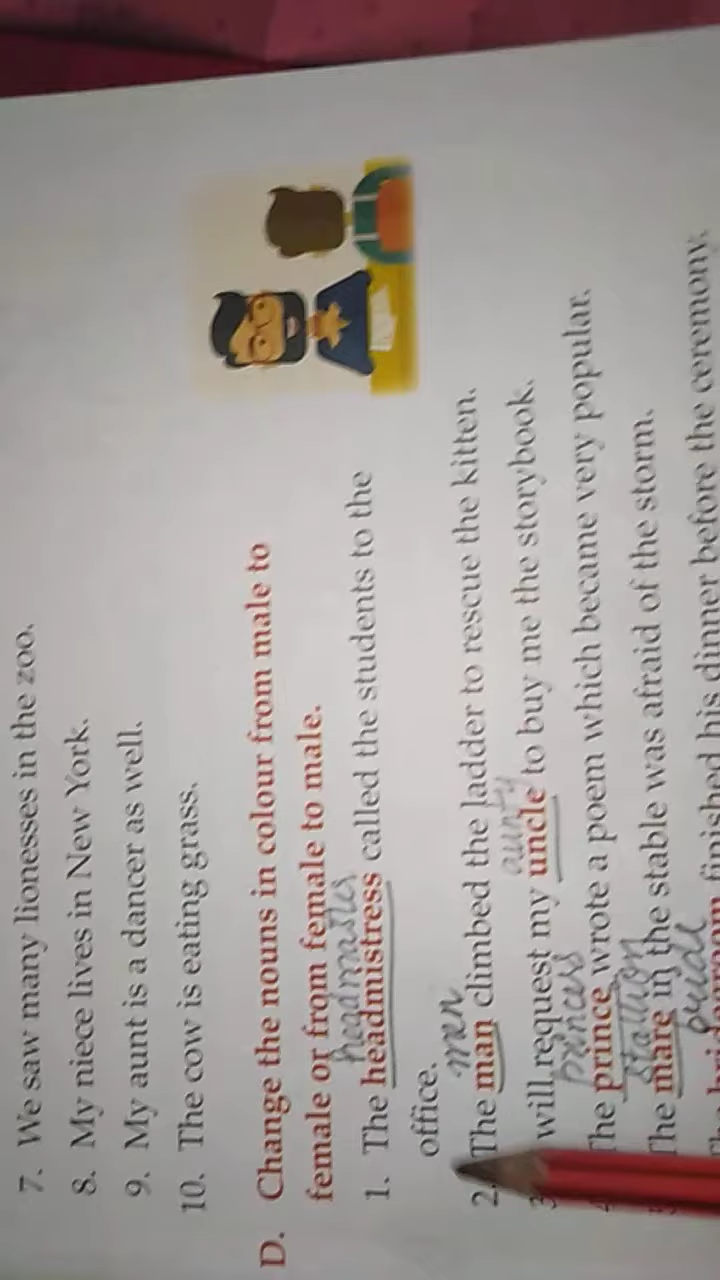 7. We saw many lionesses in the zoo.
8. My niece lives in New York.
9. My aunt is a dancer as well.
10. The cow is eating grass.
D. Change the nouns in colour from male to
female or from female to male.
headmaster
1. The headmistress called the students to the
office.
men
2. The man climbed the ladder to rescue the kitten.
aunty
will request my uncle to buy me the storybook.
princess
The prince wrote a poem which became very popular.
stallion
The mare in the stable was afraid of the storm.
finished his dinner before the ceremony.